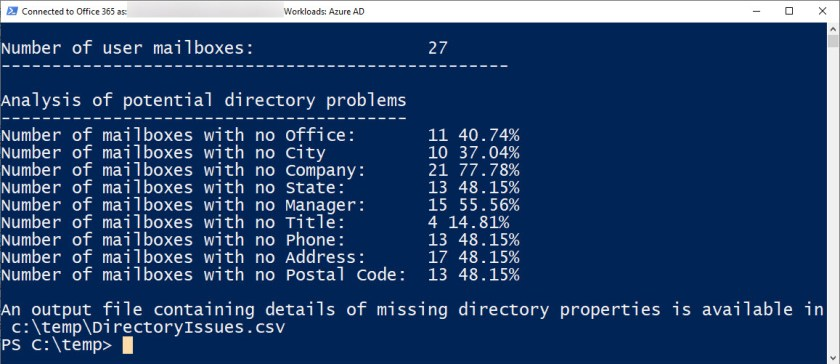 Connected to Office 365 as: Workloads: Azure AD
Number of user mailboxes: 27
--------------------------------------------------
Analysis of potential directory problems
----------------------------------------
Number of mailboxes with no Office: 11 40.74%
Number of mailboxes with no City 10 37.04%
Number of mailboxes with no Company: 21 77.78%
Number of mailboxes with no State: 13 48.15%
Number of mailboxes with no Manager: 15 55.56%
Number of mailboxes with no Title: 4 14.81%
Number of mailboxes with no Phone: 13 48.15%
Number of mailboxes with no Address: 17 48.15%
Number of mailboxes with no Postal Code: 13 48.15%
An output file containing details of missing directory properties is available in
c:\temp\DirectoryIssues.csv
PS C:\temp>